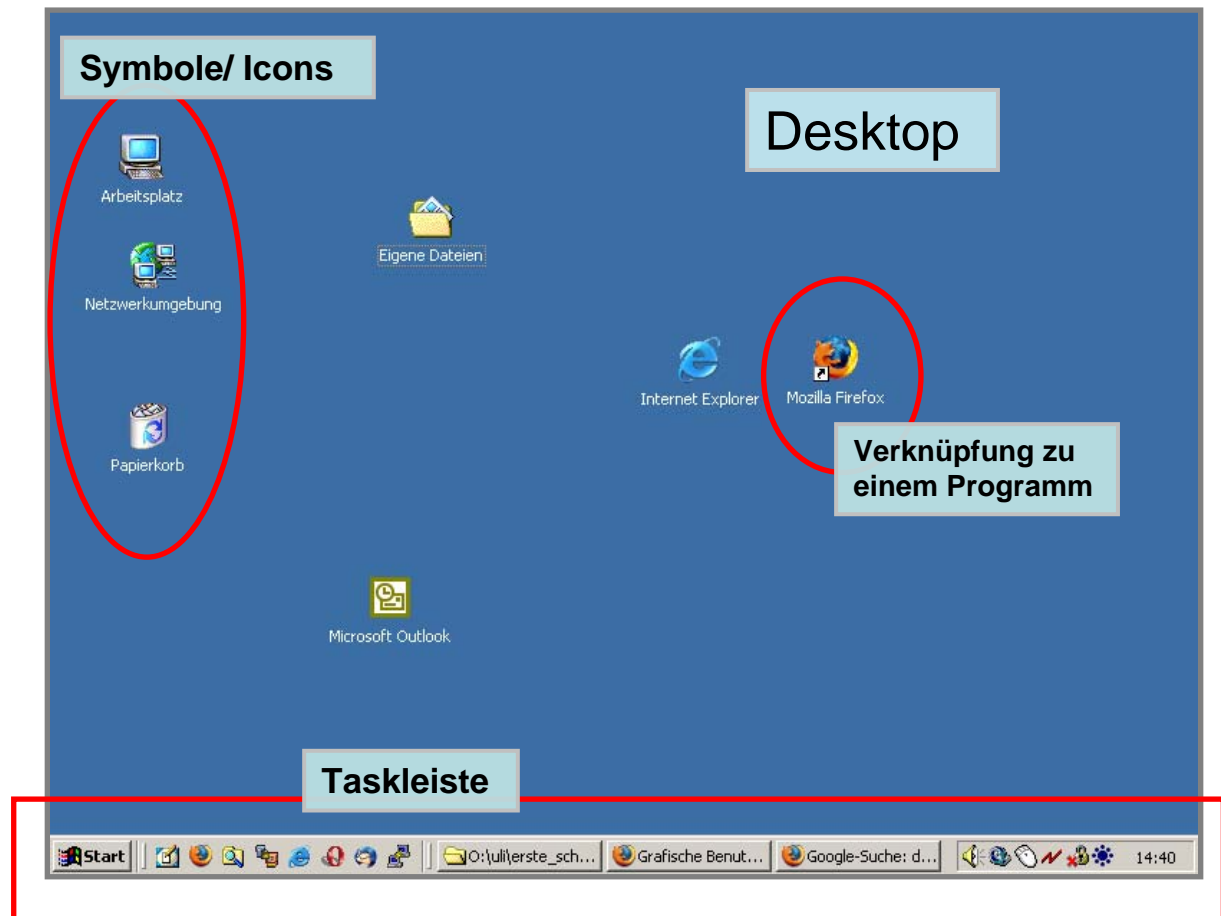 Symbole/ Icons
Desktop
Arbeitsplatz
Eigene Dateien
Netzwerkumgebung
Internet Explorer
Mozilla Firefox
Verknüpfung zu
einem Programm
Papierkorb
Microsoft Outlook
Taskleiste
Start O:\uli\erste_sch... Grafische Benut... Google-Suche: d... 14:40